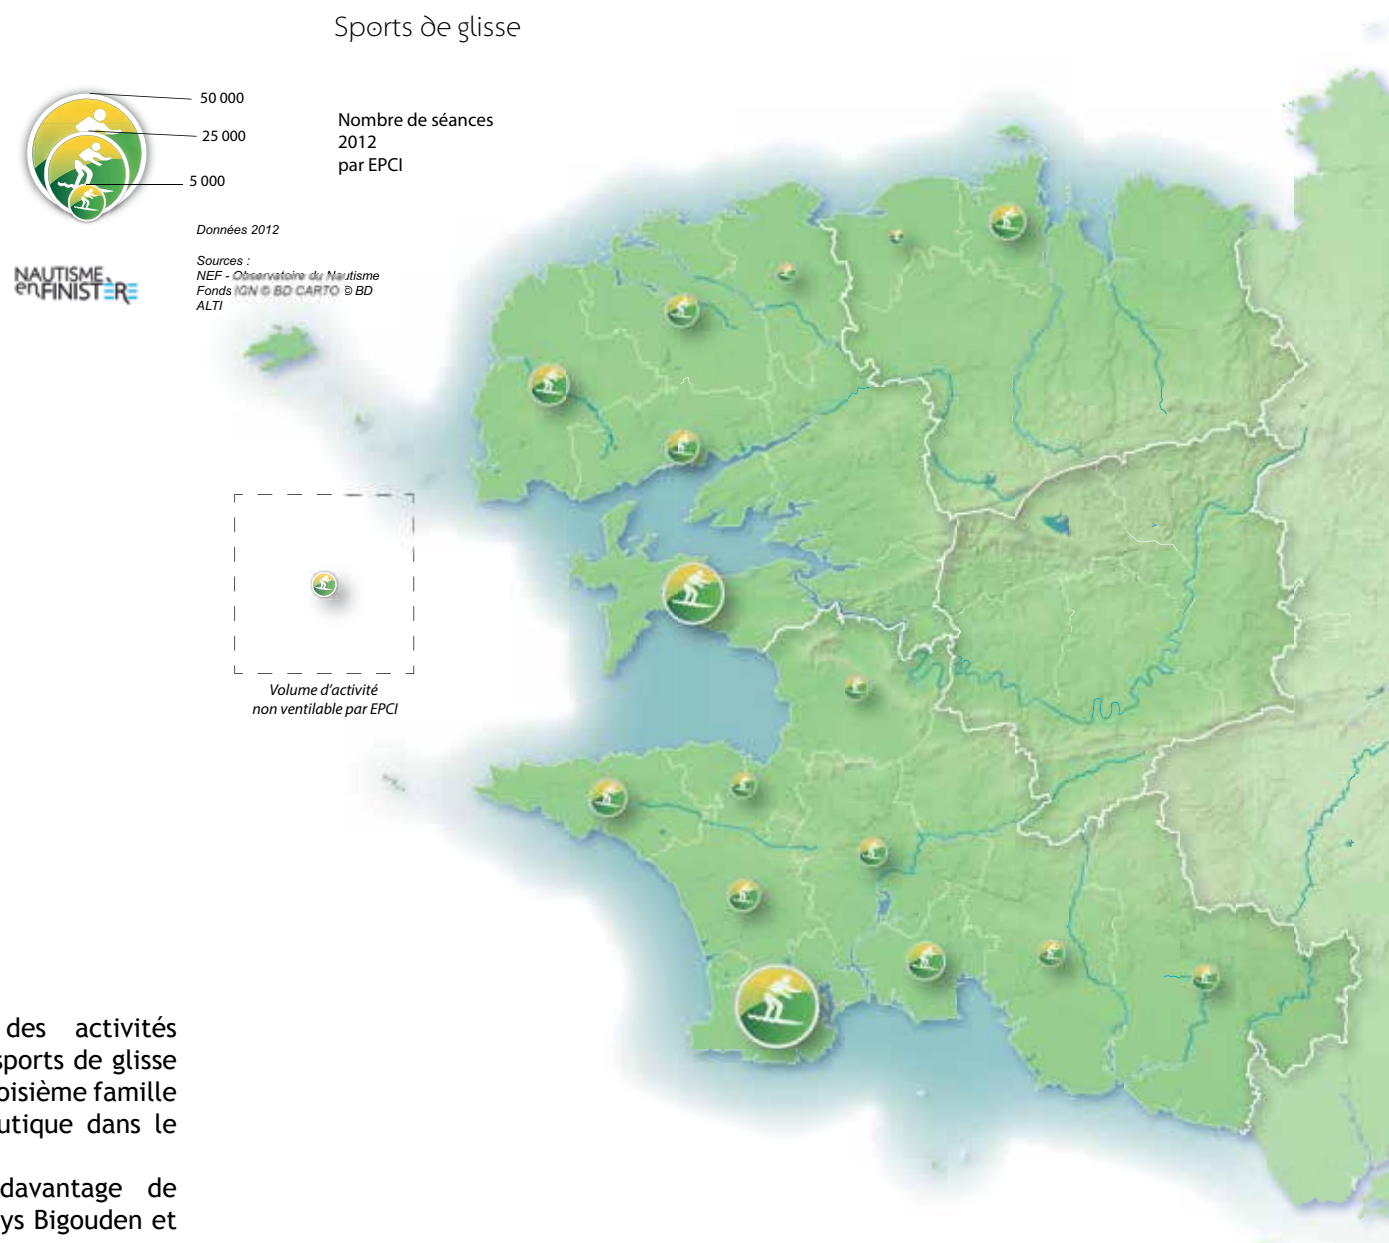 Sports de glisse
50 000
25 000
5 000
Nombre de séances
2012
par EPCI
Données 2012
Sources :
NEF - Observatoire du Nautisme
Fonds IGN © BD CARTO © BD
ALTI
NAUTISME
en FINISTÈRE
Volume d'activité
non ventilable par EPCI
des activités
sports de glisse
oisième famille
utique dans le
davantage de
ys Bigouden et